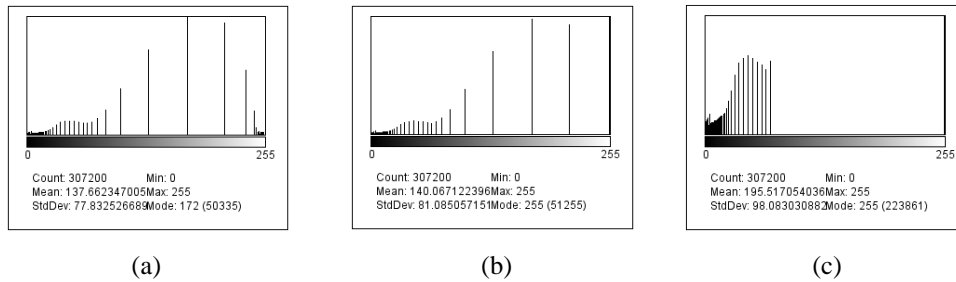 0 255
Count: 307200 Min: 0
Mean: 137.662347005 Max: 255
StdDev: 77.832526689 Mode: 172 (50335)
(a)
0 255
Count: 307200 Min: 0
Mean: 140.067122396 Max: 255
StdDev: 81.085057151 Mode: 255 (51255)
(b)
0 255
Count: 307200 Min: 0
Mean: 195.517054036 Max: 255
StdDev: 98.083030882 Mode: 255 (223861)
(c)